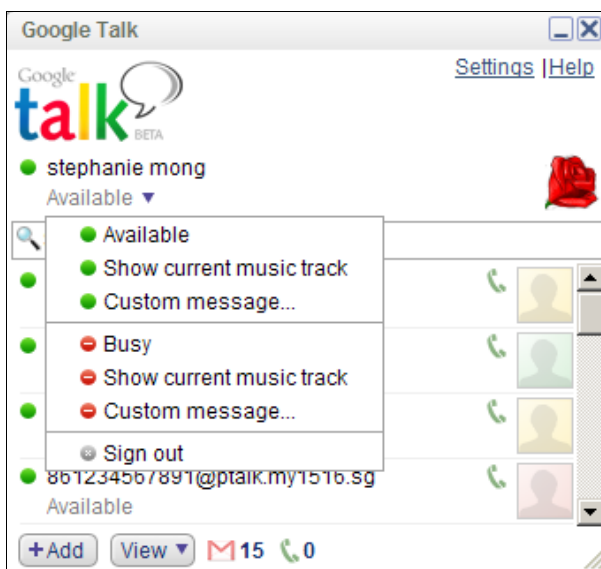 Google Talk
Settings | Help
Google
talk
BETA
stephanie mong
Available
Available
Show current music track
Custom message...
Busy
Show current music track
Custom message...
Sign out
861234567891@ptalk.my1516.sg
Available
+Add View 15 0